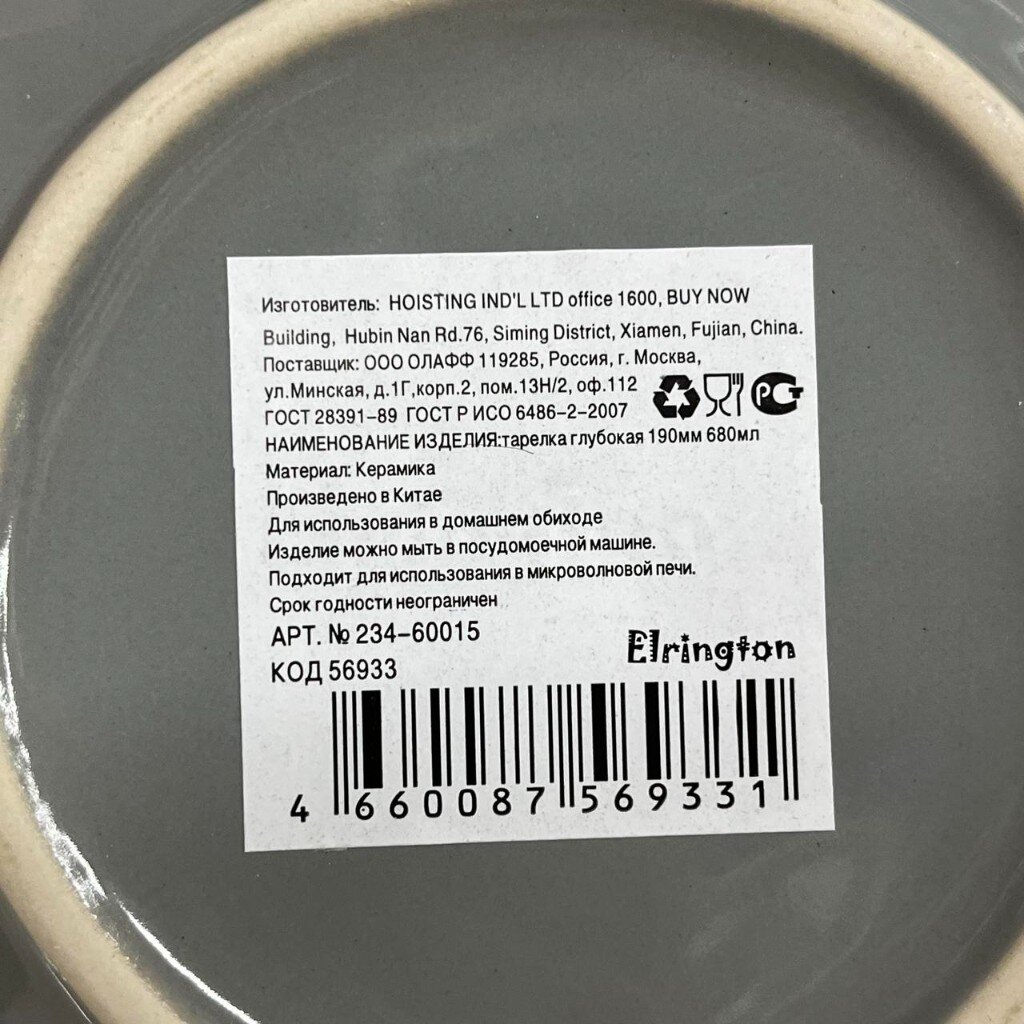 Изготовитель: HOISTING IND'L LTD office 1600, BUY NOW
Building, Hubin Nan Rd.76, Siming District, Xiamen, Fujian, China.
Поставщик: ООО ОЛАФФ 119285, Россия, г. Москва,
ул.Минская, д.1Г,корп.2, пом.13Н/2, оф.112
ГОСТ 28391-89 ГОСТ Р ИСО 6486-2-2007
НАИМЕНОВАНИЕ ИЗДЕЛИЯ:тарелка глубокая 190мм 680мл
Материал: Керамика
Произведено в Китае
Для использования в домашнем обиходе
Изделие можно мыть в посудомоечной машине.
Подходит для использования в микроволновой печи.
Срок годности неограничен
АРТ. № 234-60015
Elrington
КОД 56933
4 660087 569331